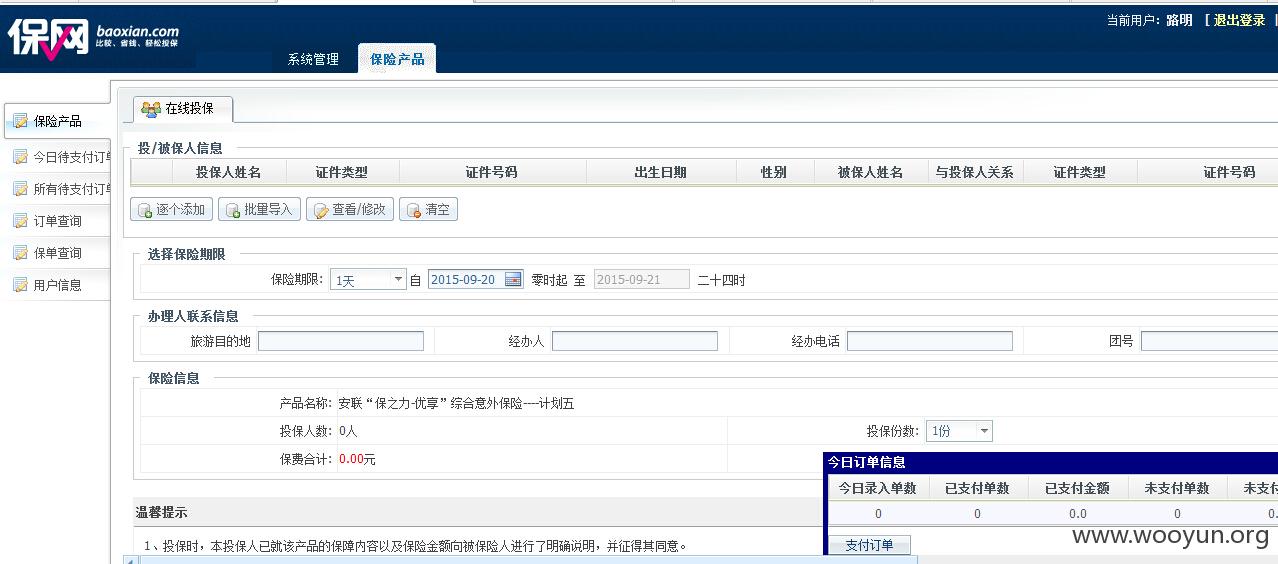 保网 baoxian.com
比较、省钱、轻松投保
当前用户: 路明 [ 退出登录 ]
系统管理 保险产品
保险产品
今日待支付订单
所有待支付订单
订单查询
保单查询
用户信息
在线投保
投/被保人信息
投保人姓名 证件类型 证件号码 出生日期 性别 被保人姓名 与投保人关系 证件类型 证件号码
逐个添加 批量导入 查看/修改 清空
选择保险期限
保险期限: 1天 自 2015-09-20 零时起 至 2015-09-21 二十四时
办理人联系信息
旅游目的地 经办人 经办电话 团号
保险信息
产品名称: 安联“保之力-优享”综合意外保险----计划五
投保人数: 0人 投保份数: 1份
保费合计: 0.00元
今日订单信息
今日录入单数 已支付单数 已支付金额 未支付单数 未支付
0 0 0.0 0 0.
支付订单
温馨提示
1、投保时，本投保人已就该产品的保障内容以及保险金额向被保险人进行了明确说明，并征得其同意。
www.wooyun.org